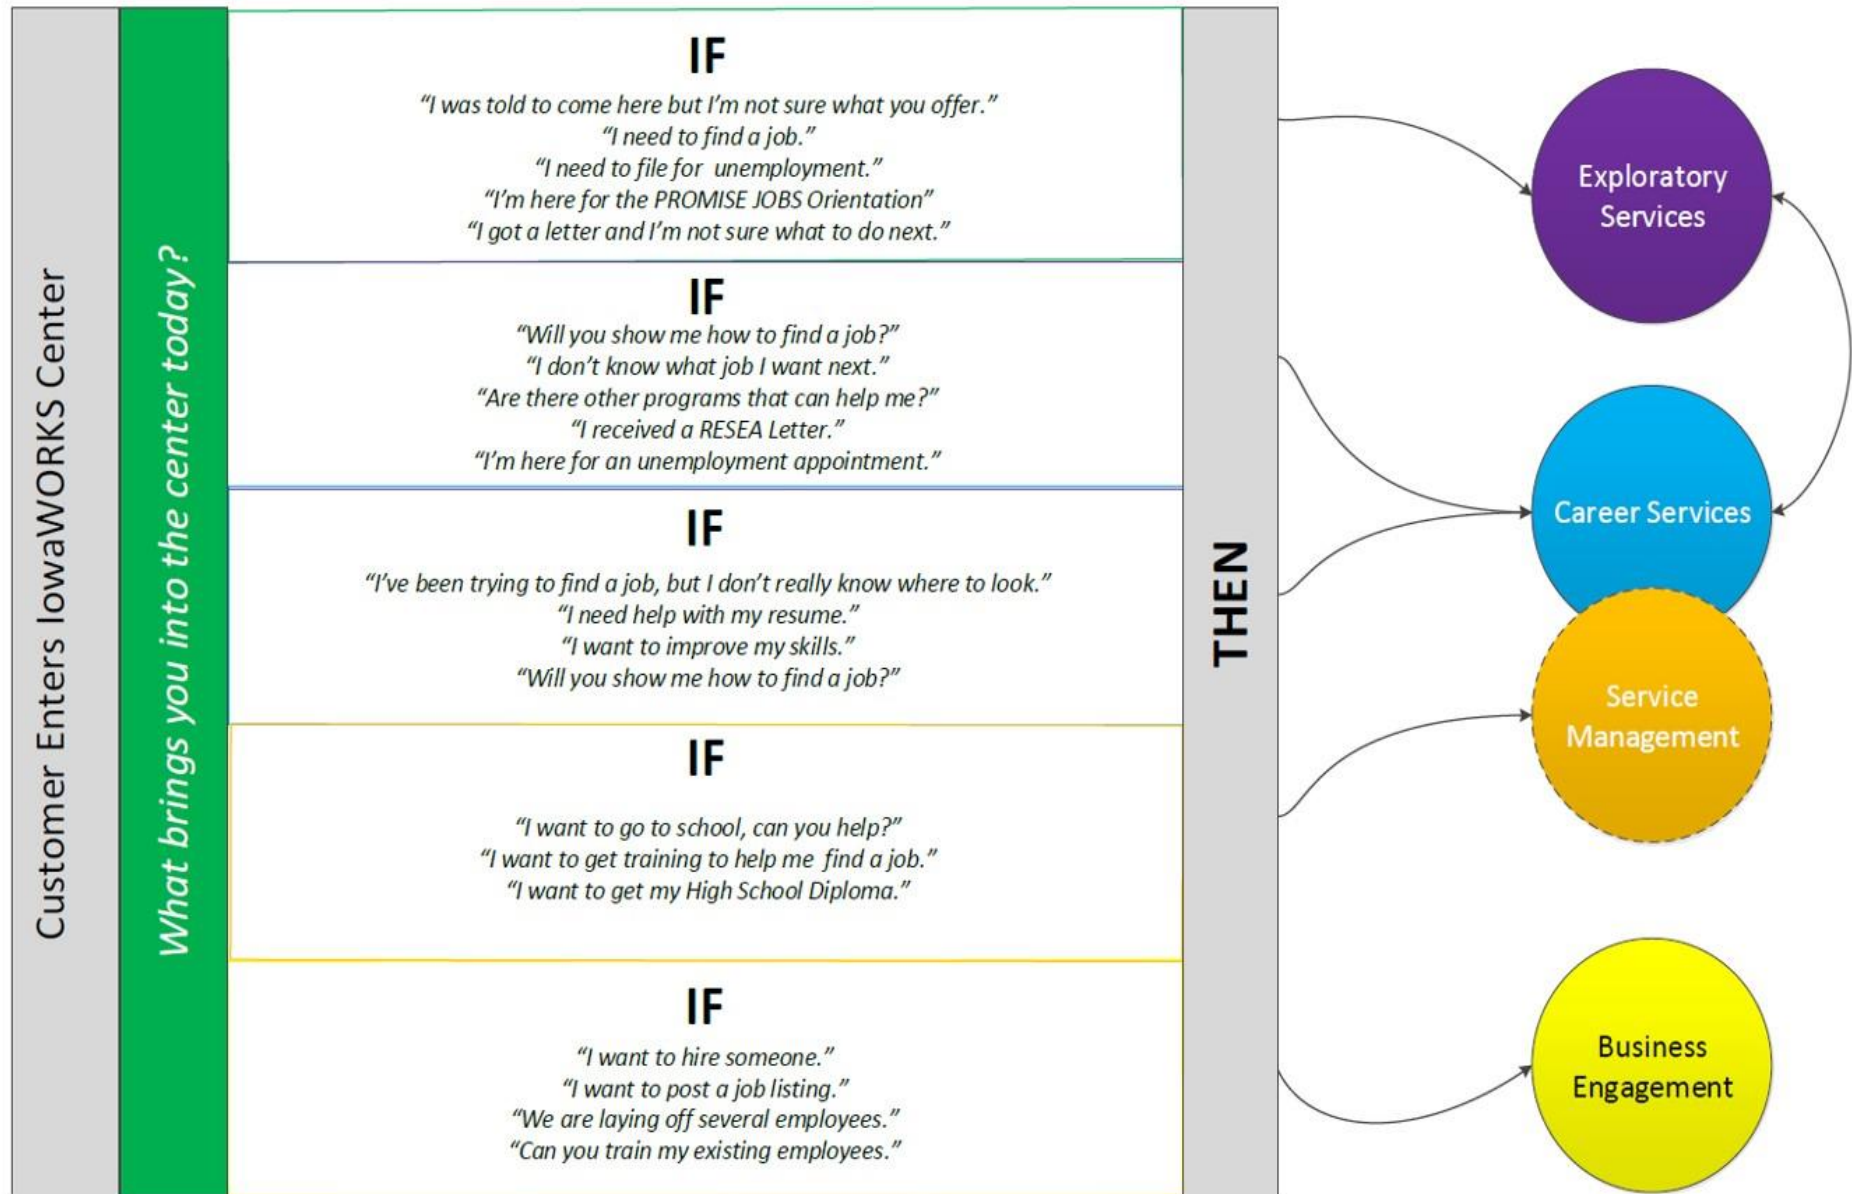 Customer Enters IowaWORKS Center
What brings you into the center today?
IF
“I was told to come here but I’m not sure what you offer.”
“I need to find a job.”
“I need to file for unemployment.”
“I’m here for the PROMISE JOBS Orientation”
“I got a letter and I’m not sure what to do next.”
IF
“Will you show me how to find a job?”
“I don’t know what job I want next.”
“Are there other programs that can help me?”
“I received a RESEA Letter.”
“I’m here for an unemployment appointment.”
IF
“I’ve been trying to find a job, but I don’t really know where to look.”
“I need help with my resume.”
“I want to improve my skills.”
“Will you show me how to find a job?”
IF
“I want to go to school, can you help?”
“I want to get training to help me find a job.”
“I want to get my High School Diploma.”
IF
“I want to hire someone.”
“I want to post a job listing.”
“We are laying off several employees.”
“Can you train my existing employees.”
THEN
Exploratory
Services
Career Services
Service
Management
Business
Engagement